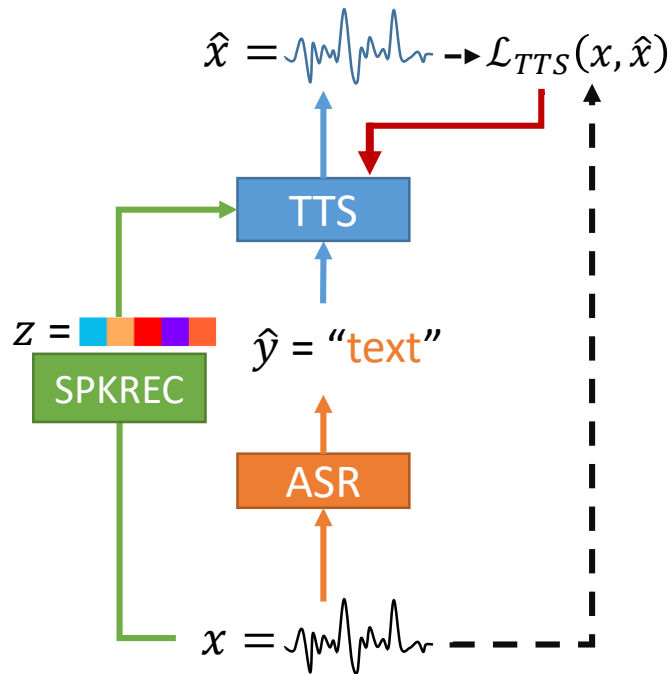 x̂ = ℒ_TTS(x, x̂)
TTS
z =
ŷ = “text”
SPKREC
ASR
x =